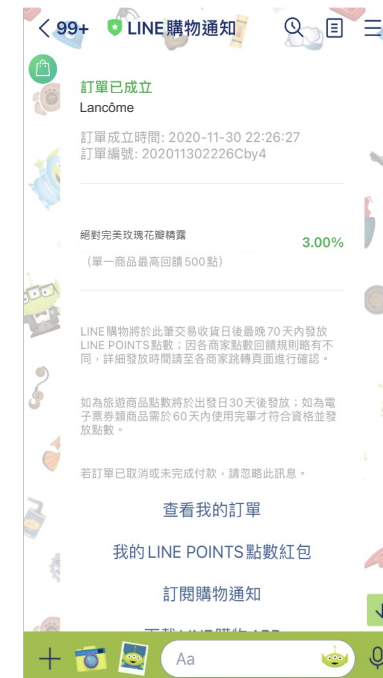 99+ LINE購物通知
訂單已成立
Lancôme
訂單成立時間: 2020-11-30 22:26:27
訂單編號: 202011302226Cby4
絕對完美玫瑰花瓣精露
3.00%
(單一商品最高回饋500點)
LINE購物將於此筆交易收貨日後最晚70天內發放
LINE POINTS點數;因各商家點數回饋規則略有不
同,詳細發放時間請至各商家跳轉頁面進行確認。
如為旅遊商品點數將於出發日30天後發放;如為電
子票券類商品需於60天內使用完畢才符合資格並發
放點數。
若訂單已取消或未完成付款,請忽略此訊息。
查看我的訂單
我的LINE POINTS點數紅包
訂閱購物通知
下載LINE購物APP
Aa